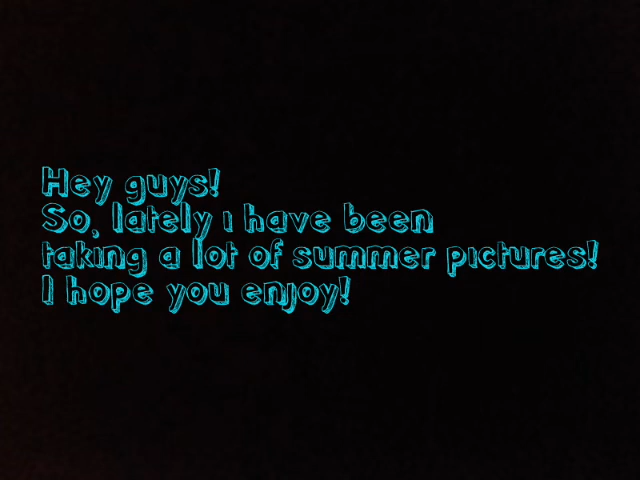 Hey guys!
So, lately i have been
taking a lot of summer pictures!
I hope you enjoy!